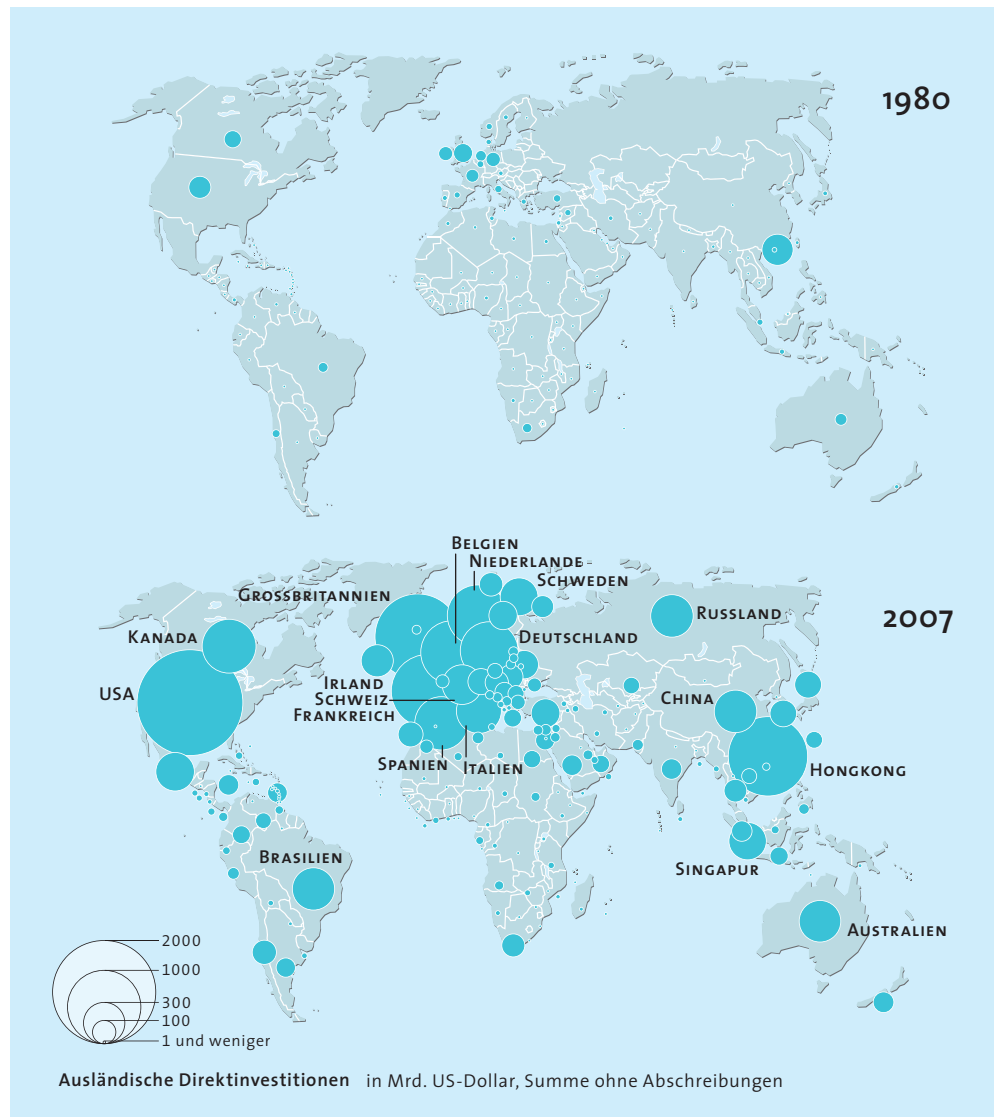 1980
BELGIEN
NIEDERLANDE
SCHWEDEN
GROSSBRITANNIEN
RUSSLAND
2007
KANADA
DEUTSCHLAND
USA
IRLAND
SCHWEIZ
FRANKREICH
CHINA
SPANIEN
ITALIEN
HONGKONG
BRASILIEN
SINGAPUR
AUSTRALIEN
2000
1000
300
100
1 und weniger
Ausländische Direktinvestitionen in Mrd. US-Dollar, Summe ohne Abschreibungen